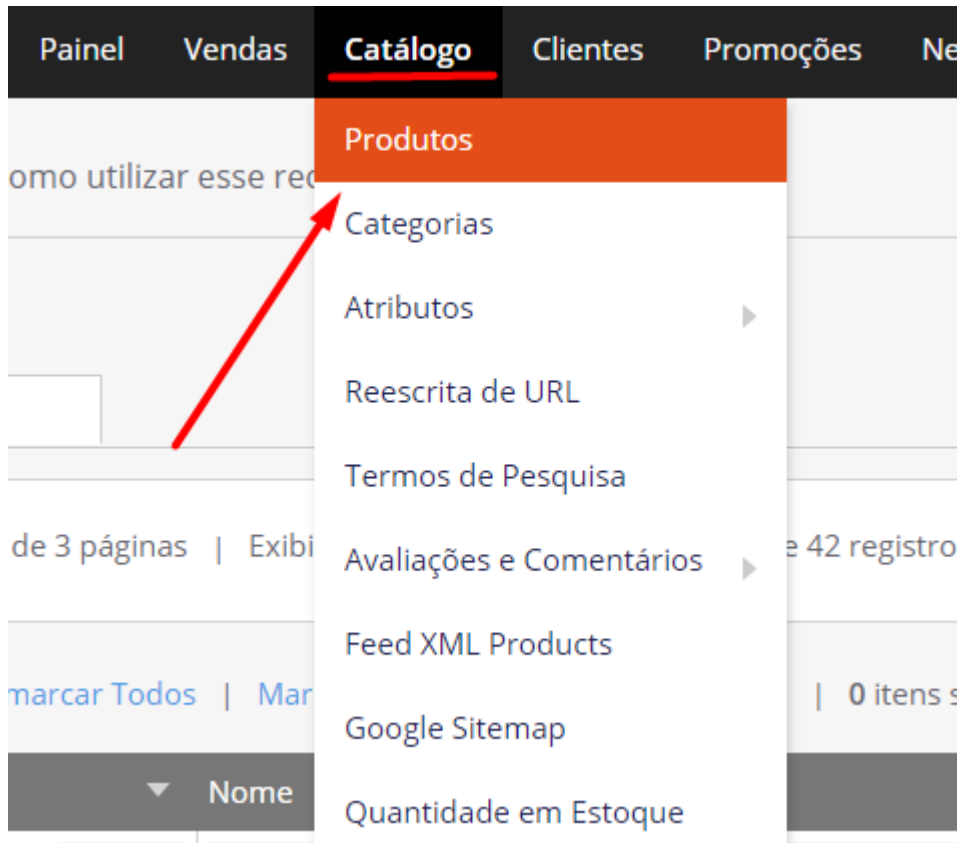 Painel Vendas Catálogo Clientes Promoções Ne
Produtos
omo utilizar esse rec
Categorias
Atributos
Reescrita de URL
Termos de Pesquisa
de 3 páginas | Exibi
Avaliações e Comentários
e 42 registro
Feed XML Products
marcar Todos | Mar
| 0 itens s
Google Sitemap
Nome
Quantidade em Estoque